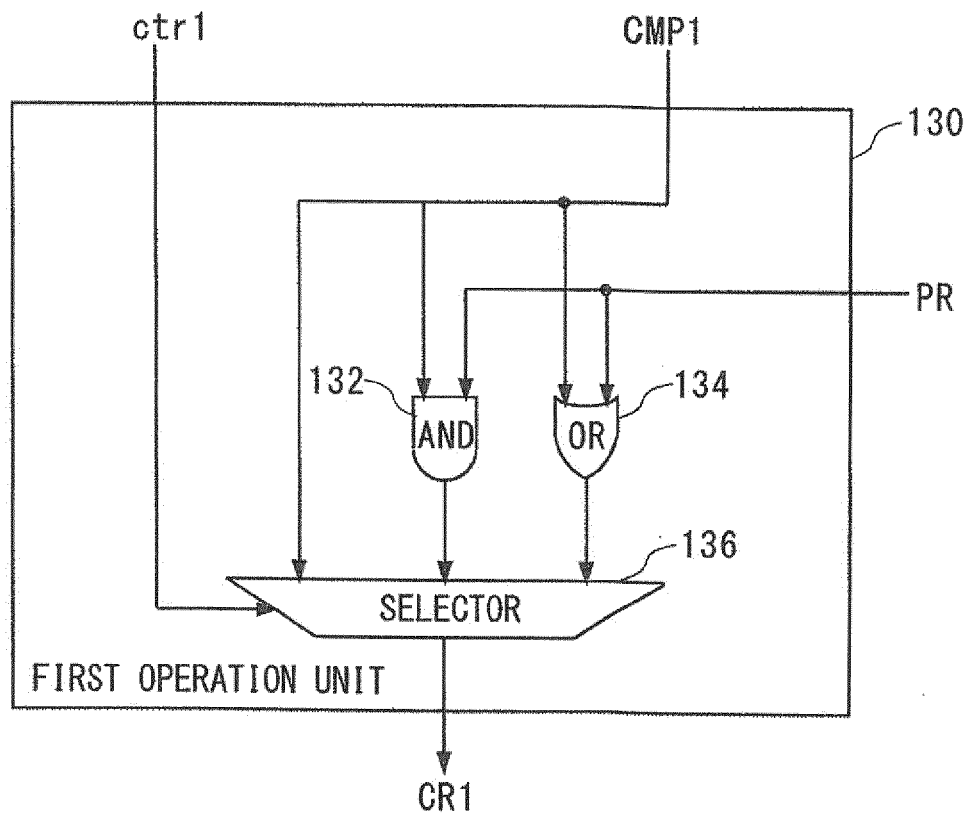 ctr1
CMP1
130
PR
132
134
AND
OR
136
SELECTOR
FIRST OPERATION UNIT
CR1